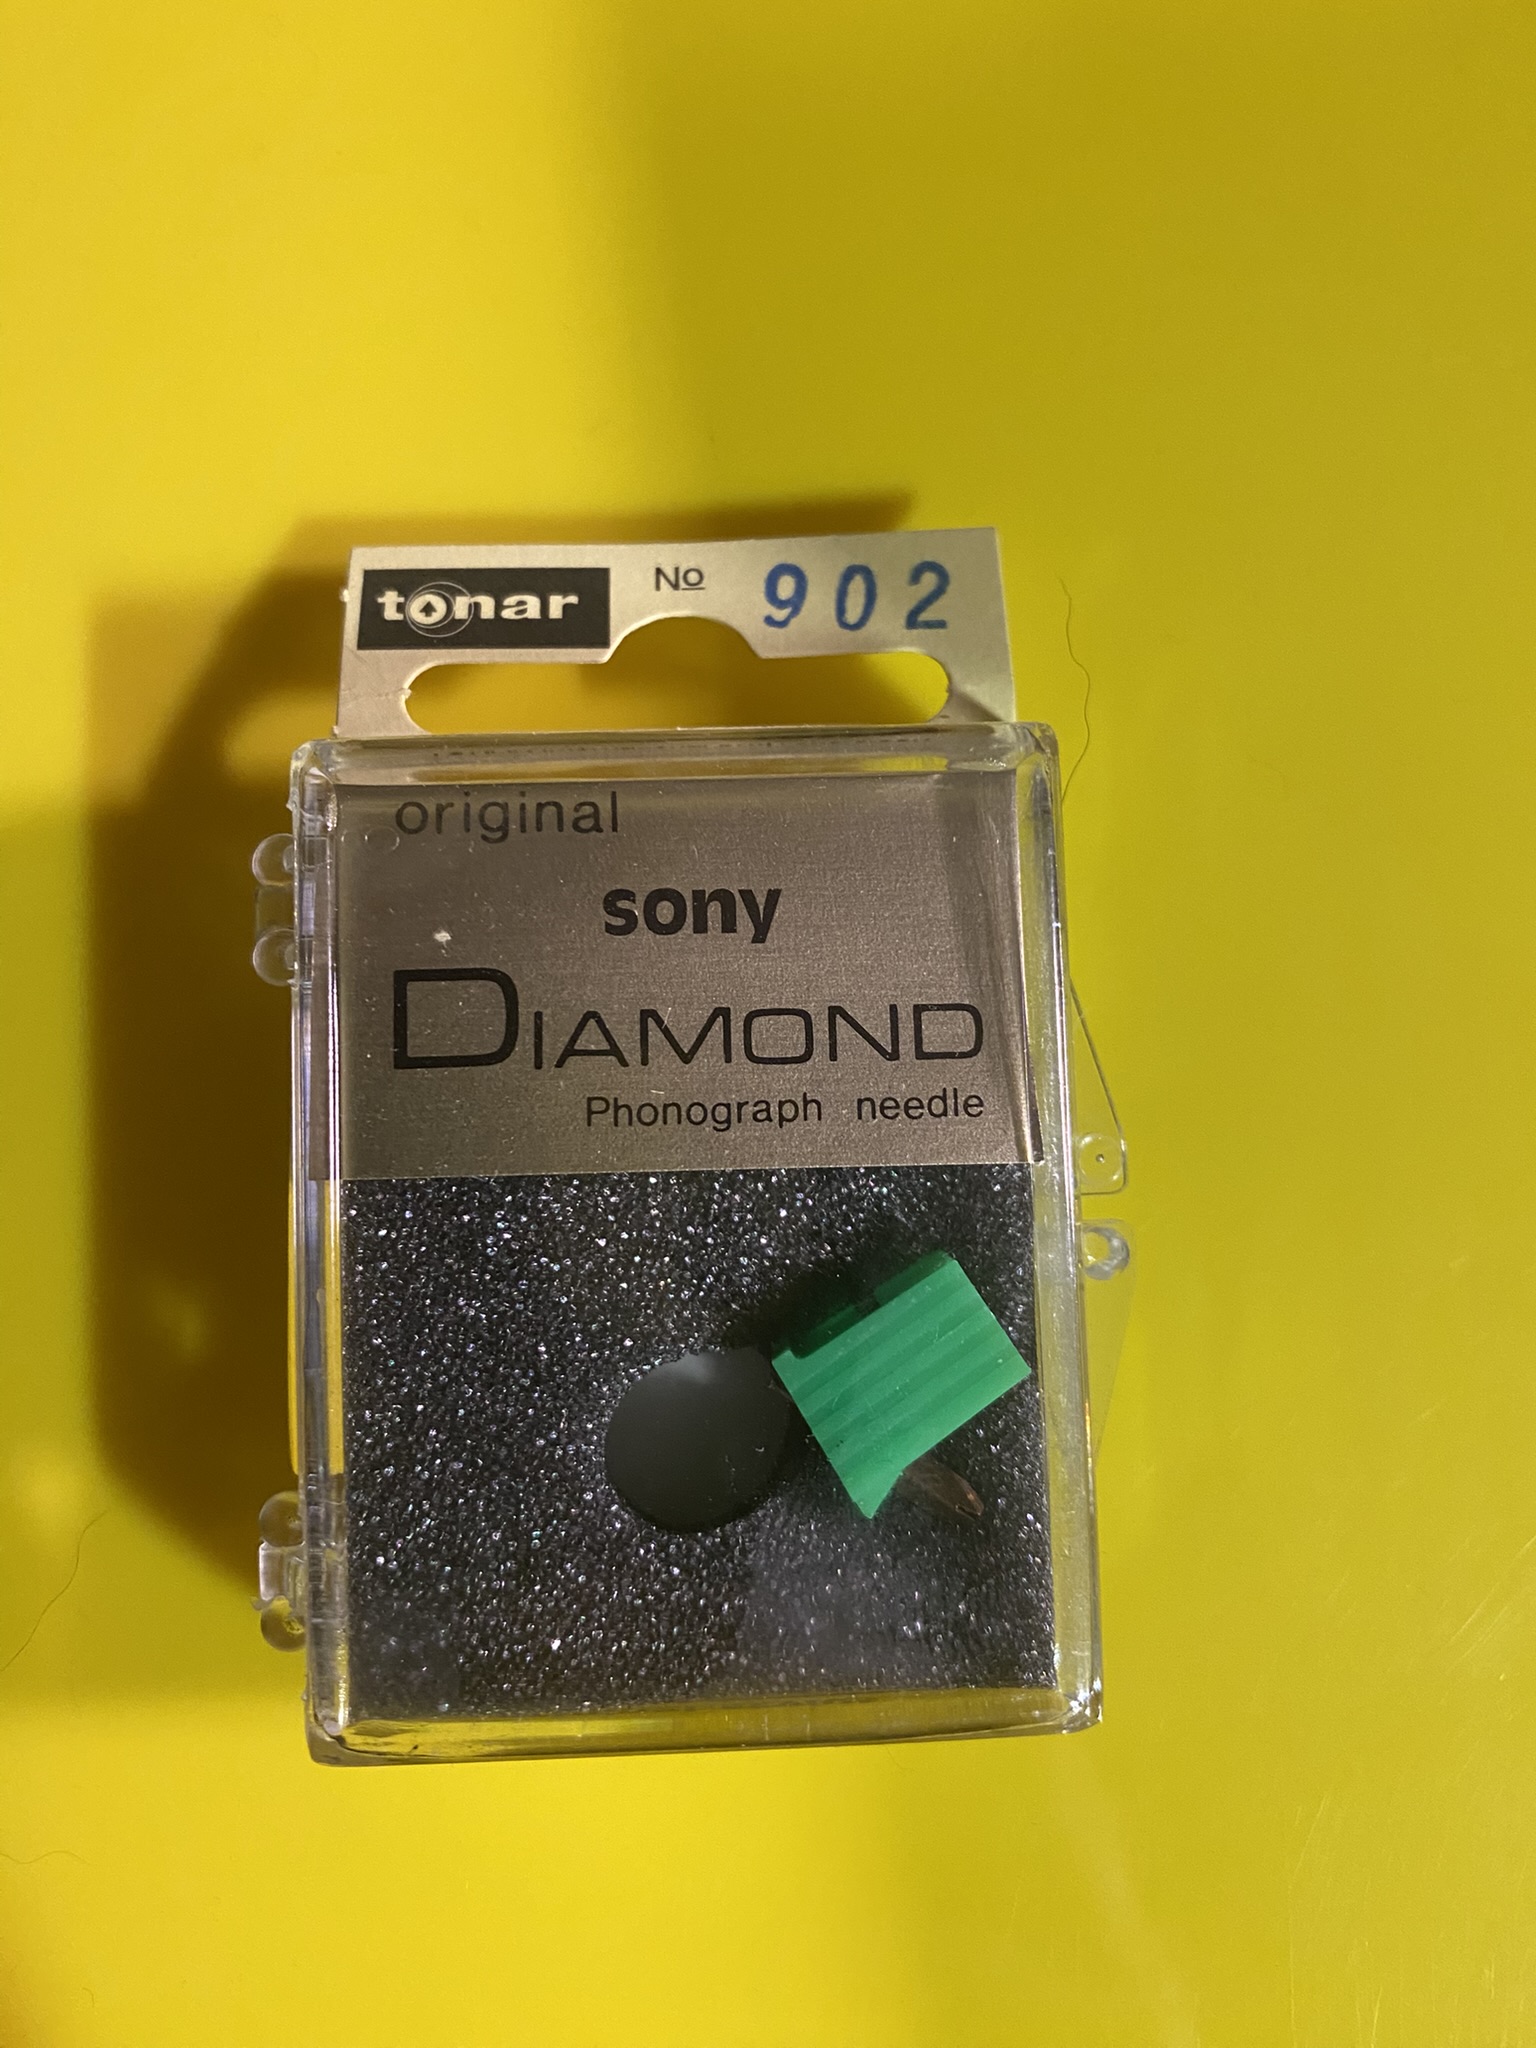 tonar № 902
original
sony
DIAMOND
Phonograph needle